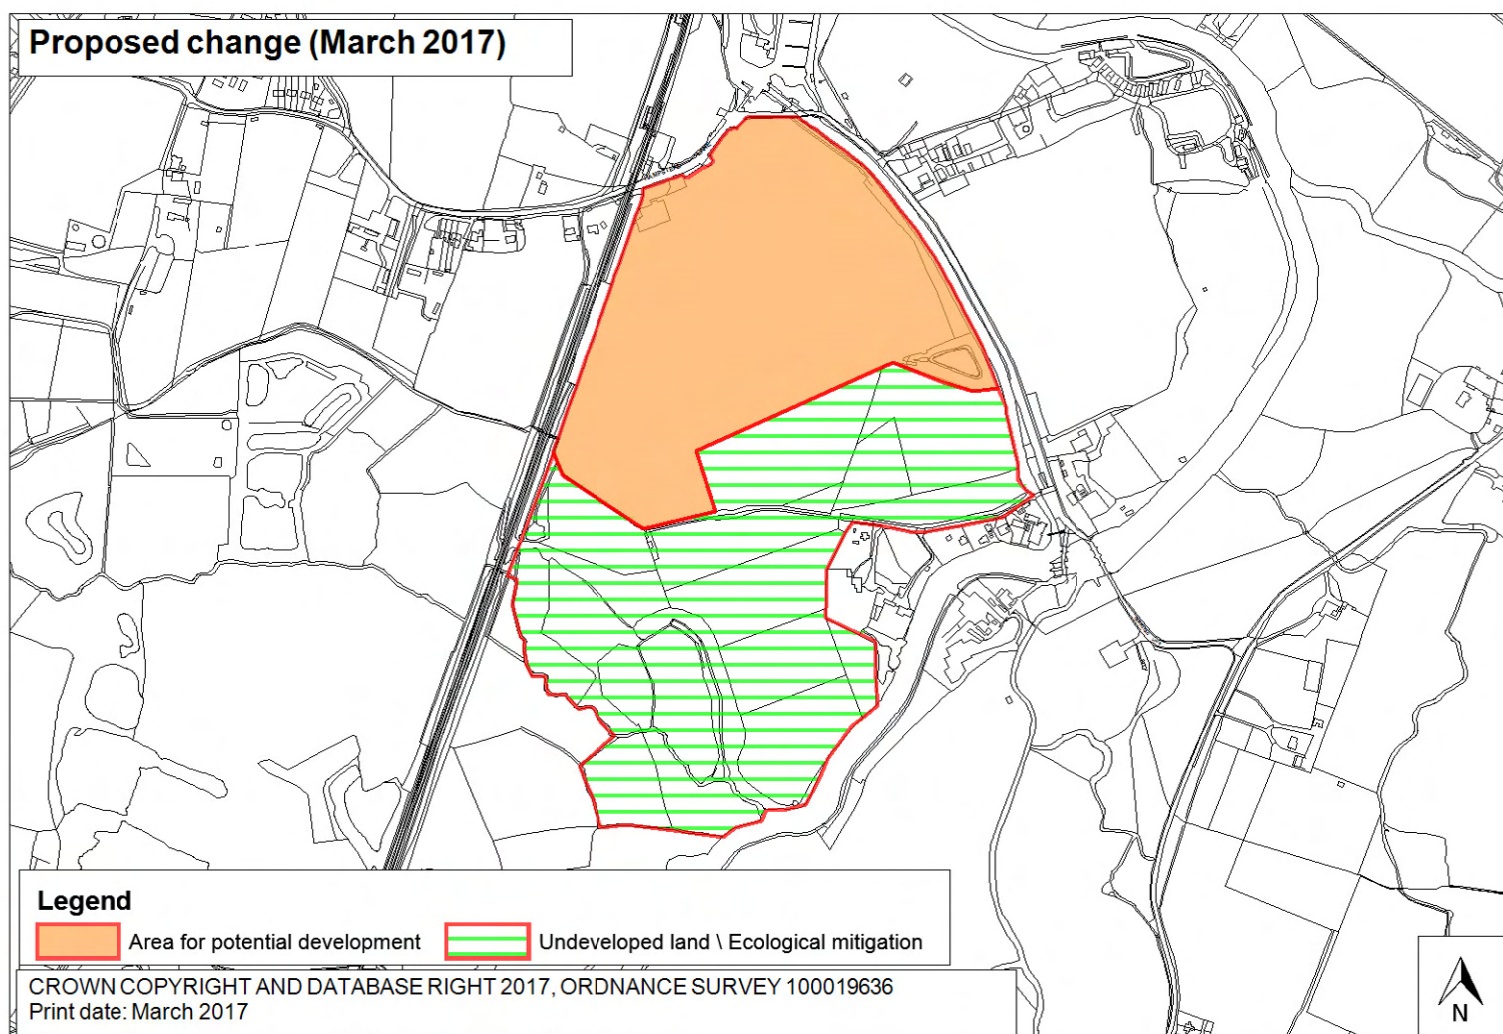 Proposed change (March 2017)
Legend
Area for potential development
Undeveloped land \ Ecological mitigation
CROWN COPYRIGHT AND DATABASE RIGHT 2017, ORDNANCE SURVEY 100019636
Print date: March 2017
N